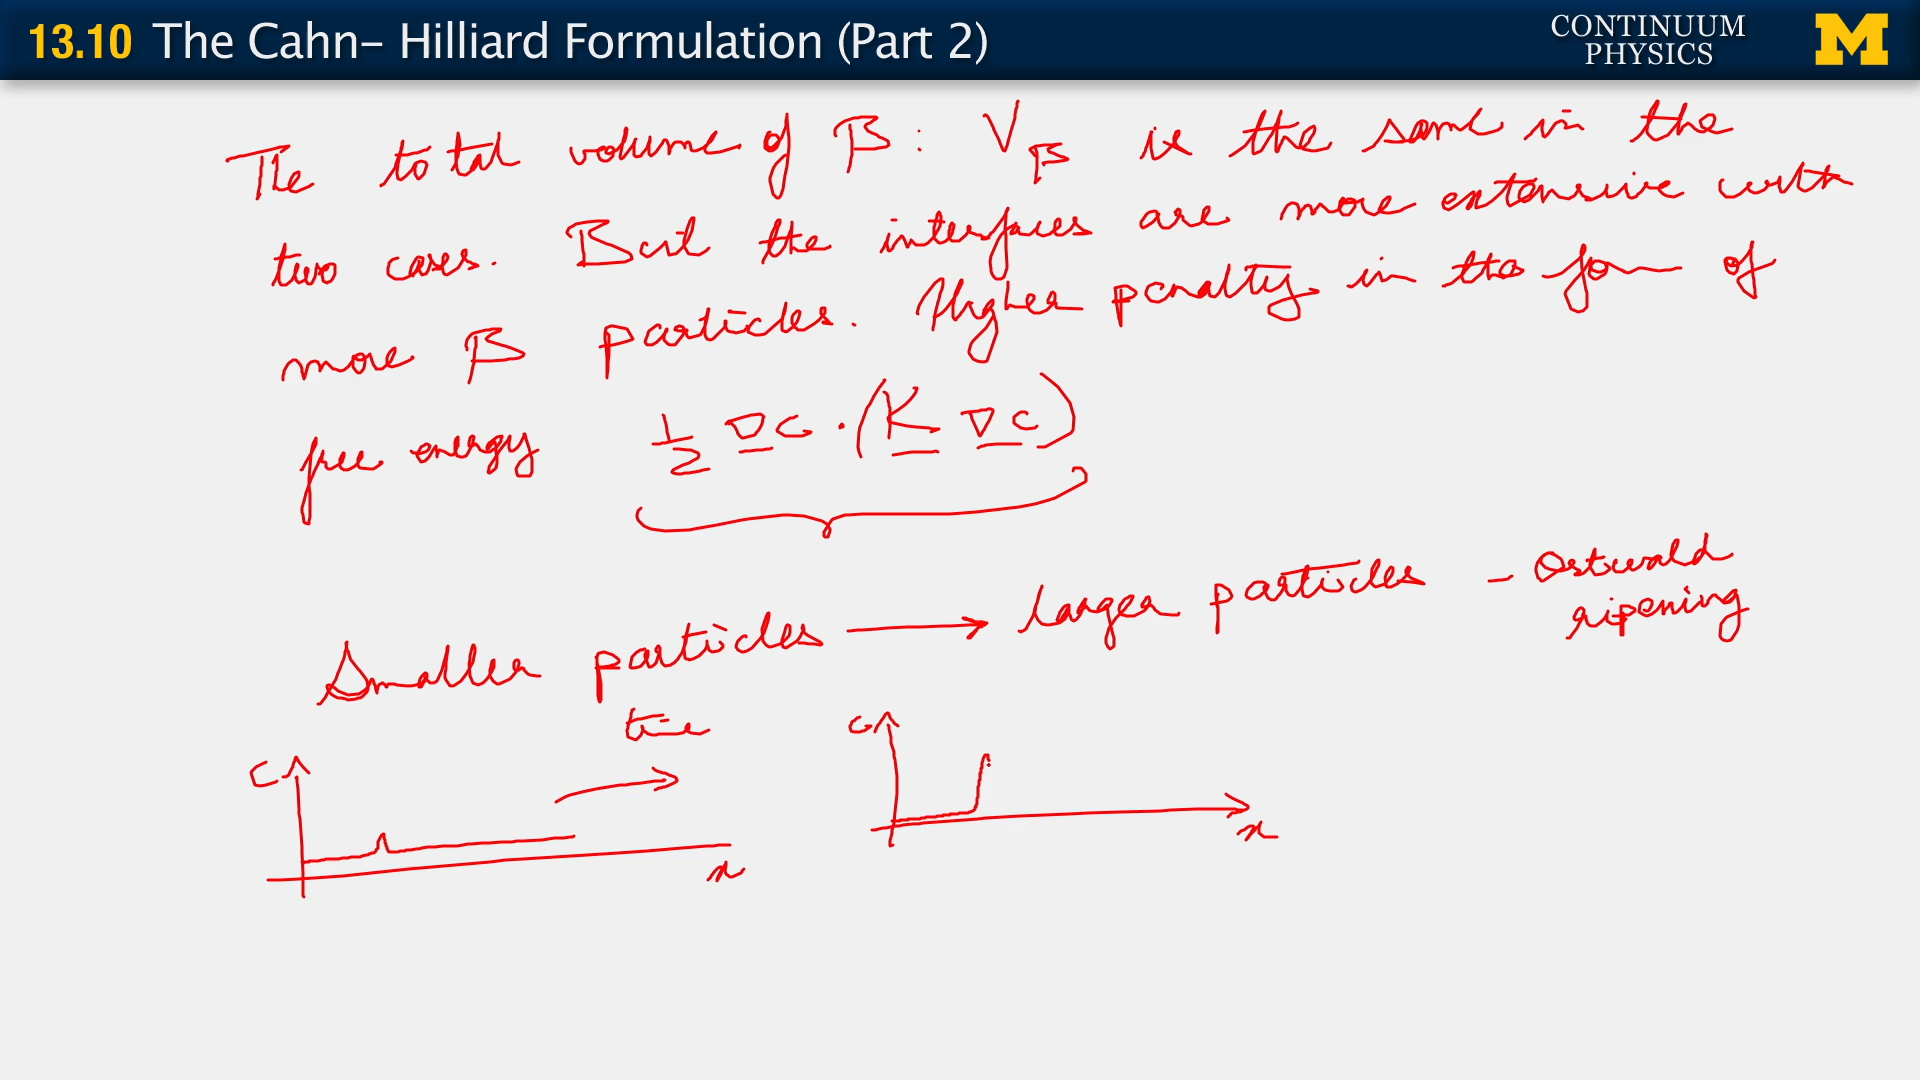 13.10 The Cahn– Hilliard Formulation (Part 2)
CONTINUUM
PHYSICS
M
The total volume of β : V_β is the same in the
two cases. But the interfaces are more extensive with
more β particles. Higher penalty in the form of
free energy 1/2 ∇c · (K ∇c)
Smaller particles → larger particles – Ostwald
ripening
time
c
x
c
x